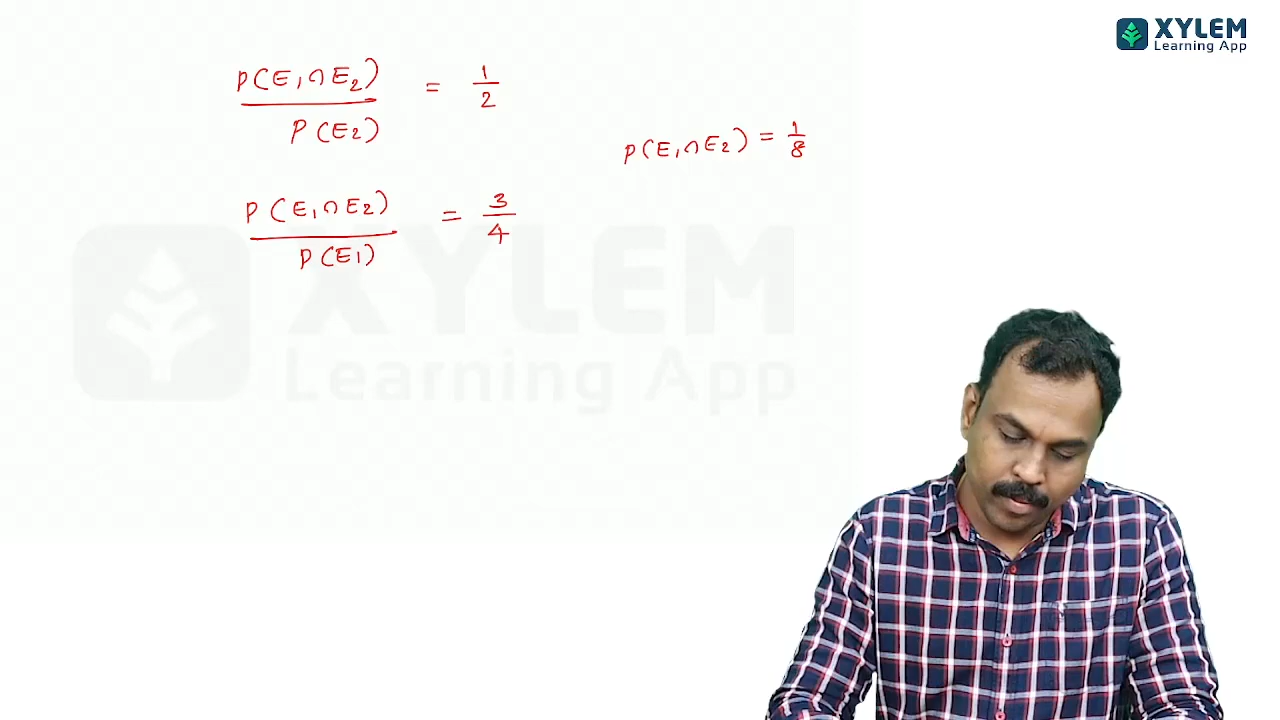 XYLEM
Learning App
P(E1∩E2) / P(E2) = 1/2
P(E1∩E2) = 1/8
P(E1∩E2) / P(E1) = 3/4
XYLEM
Learning App